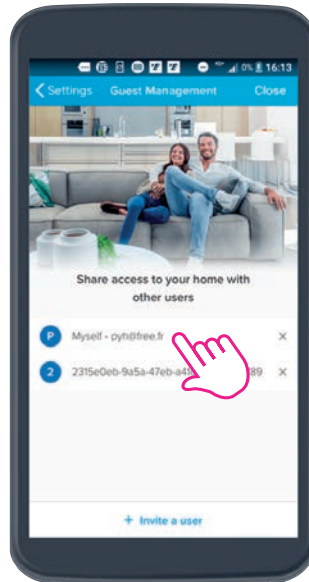 0% 16:13
Settings Guest Management Close
Share access to your home with
other users
P Myself - pyh@free.fr ×
2 2315e0eb-9a5a-47eb-a4 89 ×
+ Invite a user